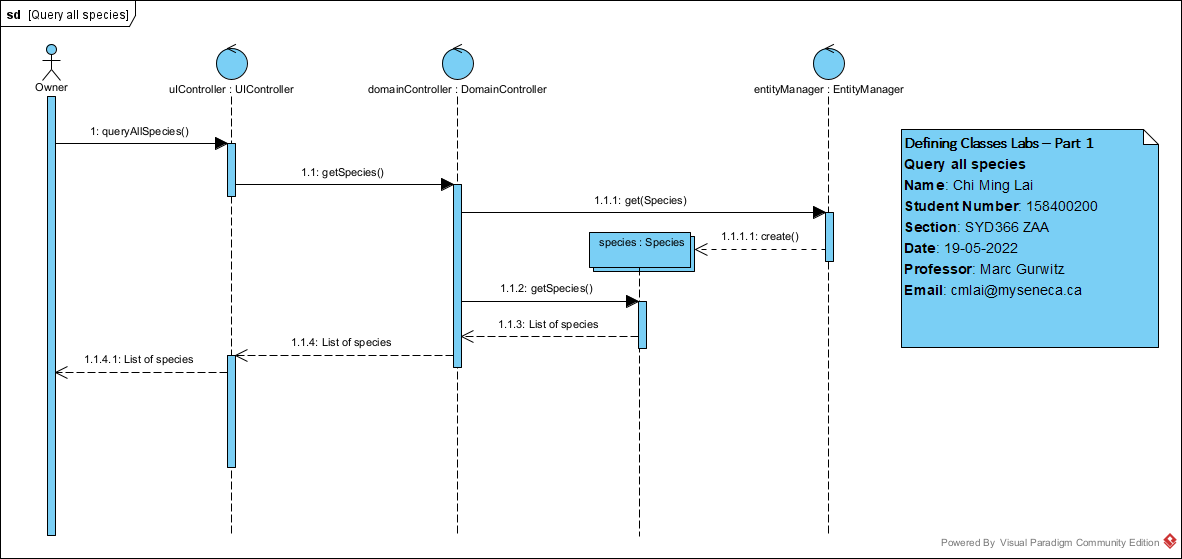 sd [Query all species]
Owner
uIController : UIController
domainController : DomainController
entityManager : EntityManager
1: queryAllSpecies()
1.1: getSpecies()
1.1.1: get(Species)
species : Species
1.1.1.1: create()
1.1.2: getSpecies()
1.1.3: List of species
1.1.4: List of species
1.1.4.1: List of species
Defining Classes Labs – Part 1
Query all species
Name: Chi Ming Lai
Student Number: 158400200
Section: SYD366 ZAA
Date: 19-05-2022
Professor: Marc Gurwitz
Email: cmlai@myseneca.ca
Powered By Visual Paradigm Community Edition